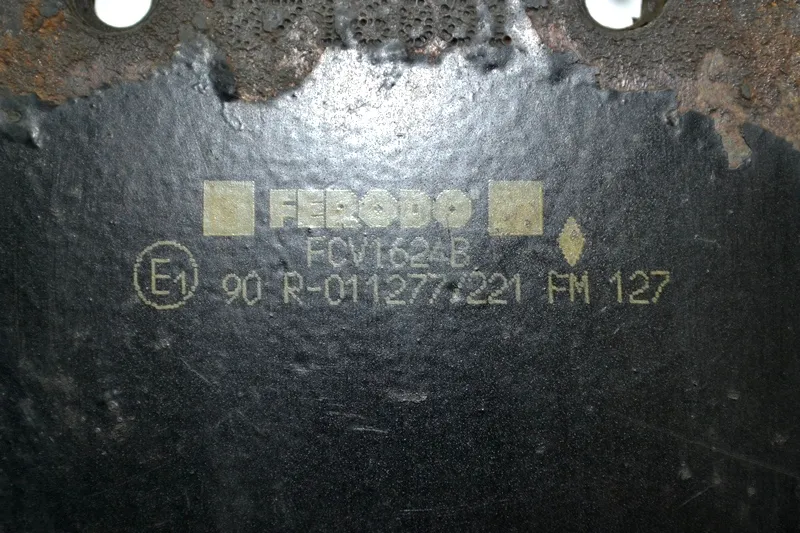 FERODO
FCV1624B
E1 90 R-011277/221 FM 127